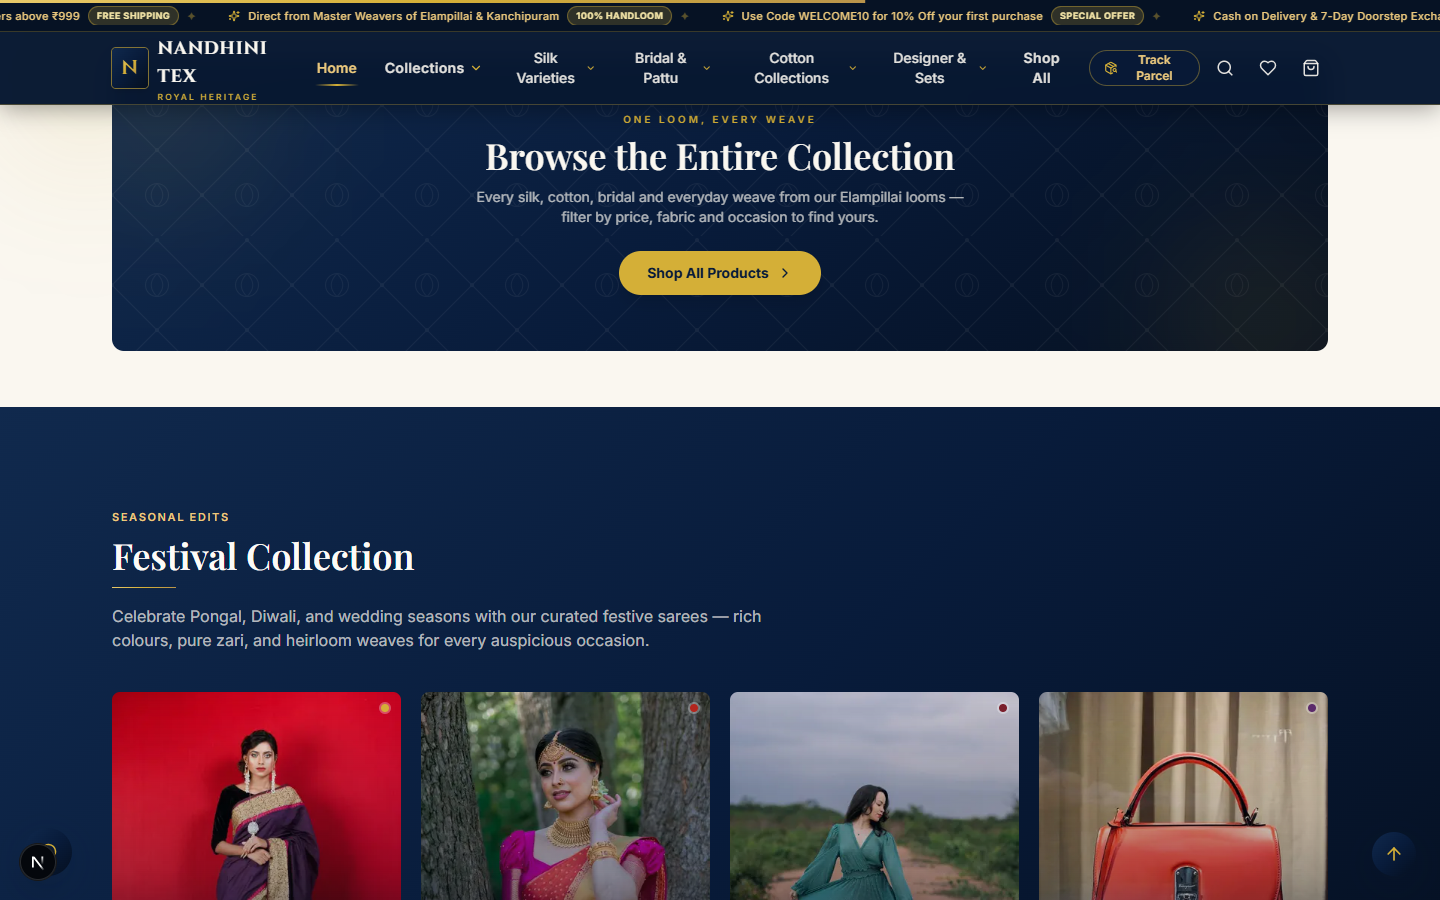 rs above ₹999 FREE SHIPPING Direct from Master Weavers of Elampillai & Kanchipuram 100% HANDLOOM Use Code WELCOME10 for 10% Off your first purchase SPECIAL OFFER Cash on Delivery & 7-Day Doorstep Excha
N
NANDHINI
TEX
ROYAL HERITAGE
Home
Collections
Silk
Varieties
Bridal &
Pattu
Cotton
Collections
Designer &
Sets
Shop
All
Track
Parcel
ONE LOOM, EVERY WEAVE
Browse the Entire Collection
Every silk, cotton, bridal and everyday weave from our Elampillai looms —
filter by price, fabric and occasion to find yours.
Shop All Products
SEASONAL EDITS
Festival Collection
Celebrate Pongal, Diwali, and wedding seasons with our curated festive sarees — rich
colours, pure zari, and heirloom weaves for every auspicious occasion.
N